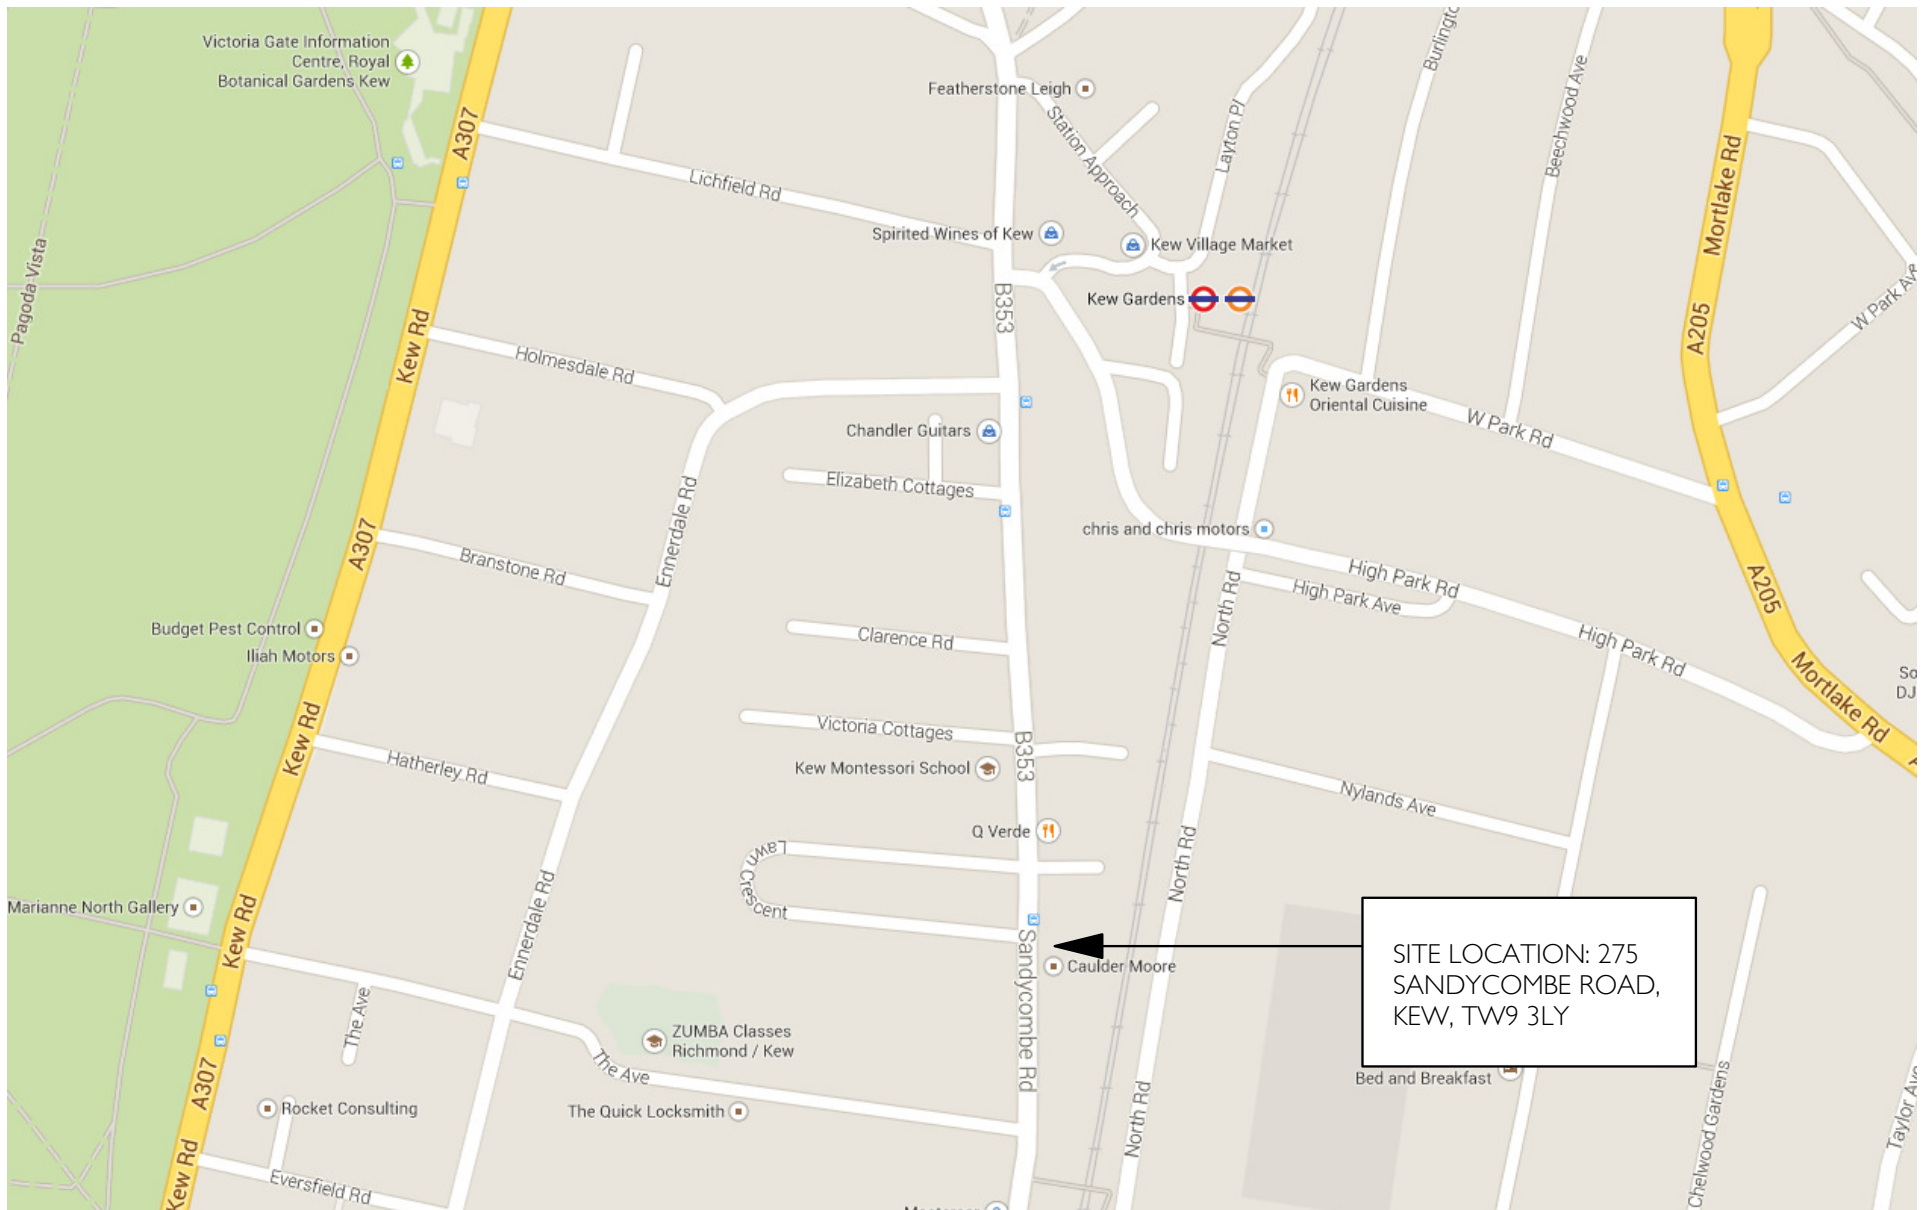 Victoria Gate Information
Centre, Royal
Botanical Gardens Kew
Featherstone Leigh
Burlingto
Beechwood Ave
A307
Station Approach
Layton Pl
Mortlake Rd
Lichfield Rd
Spirited Wines of Kew
Kew Village Market
Pagoda Vista
Kew Gardens
B353
A205
W Park Ave
Kew Rd
Holmesdale Rd
Kew Gardens
Oriental Cuisine
W Park Rd
Chandler Guitars
Elizabeth Cottages
Ennerdale Rd
A307
chris and chris motors
Branstone Rd
High Park Rd
High Park Ave
A205
North Rd
Budget Pest Control
Iliah Motors
Clarence Rd
High Park Rd
Mortlake Rd
So
DJ
Kew Rd
Victoria Cottages
B353
Hatherley Rd
Kew Montessori School
Nylands Ave
Q Verde
Lawn Crescent
North Rd
Marianne North Gallery
Kew Rd
Ennerdale Rd
Sandycombe Rd
Caulder Moore
SITE LOCATION: 275
SANDYCOMBE ROAD,
KEW, TW9 3LY
The Ave
ZUMBA Classes
Richmond / Kew
The Ave
A307
Bed and Breakfast
Rocket Consulting
The Quick Locksmith
North Rd
Chelwood Gardens
Taylor Ave
Kew Rd
Eversfield Rd